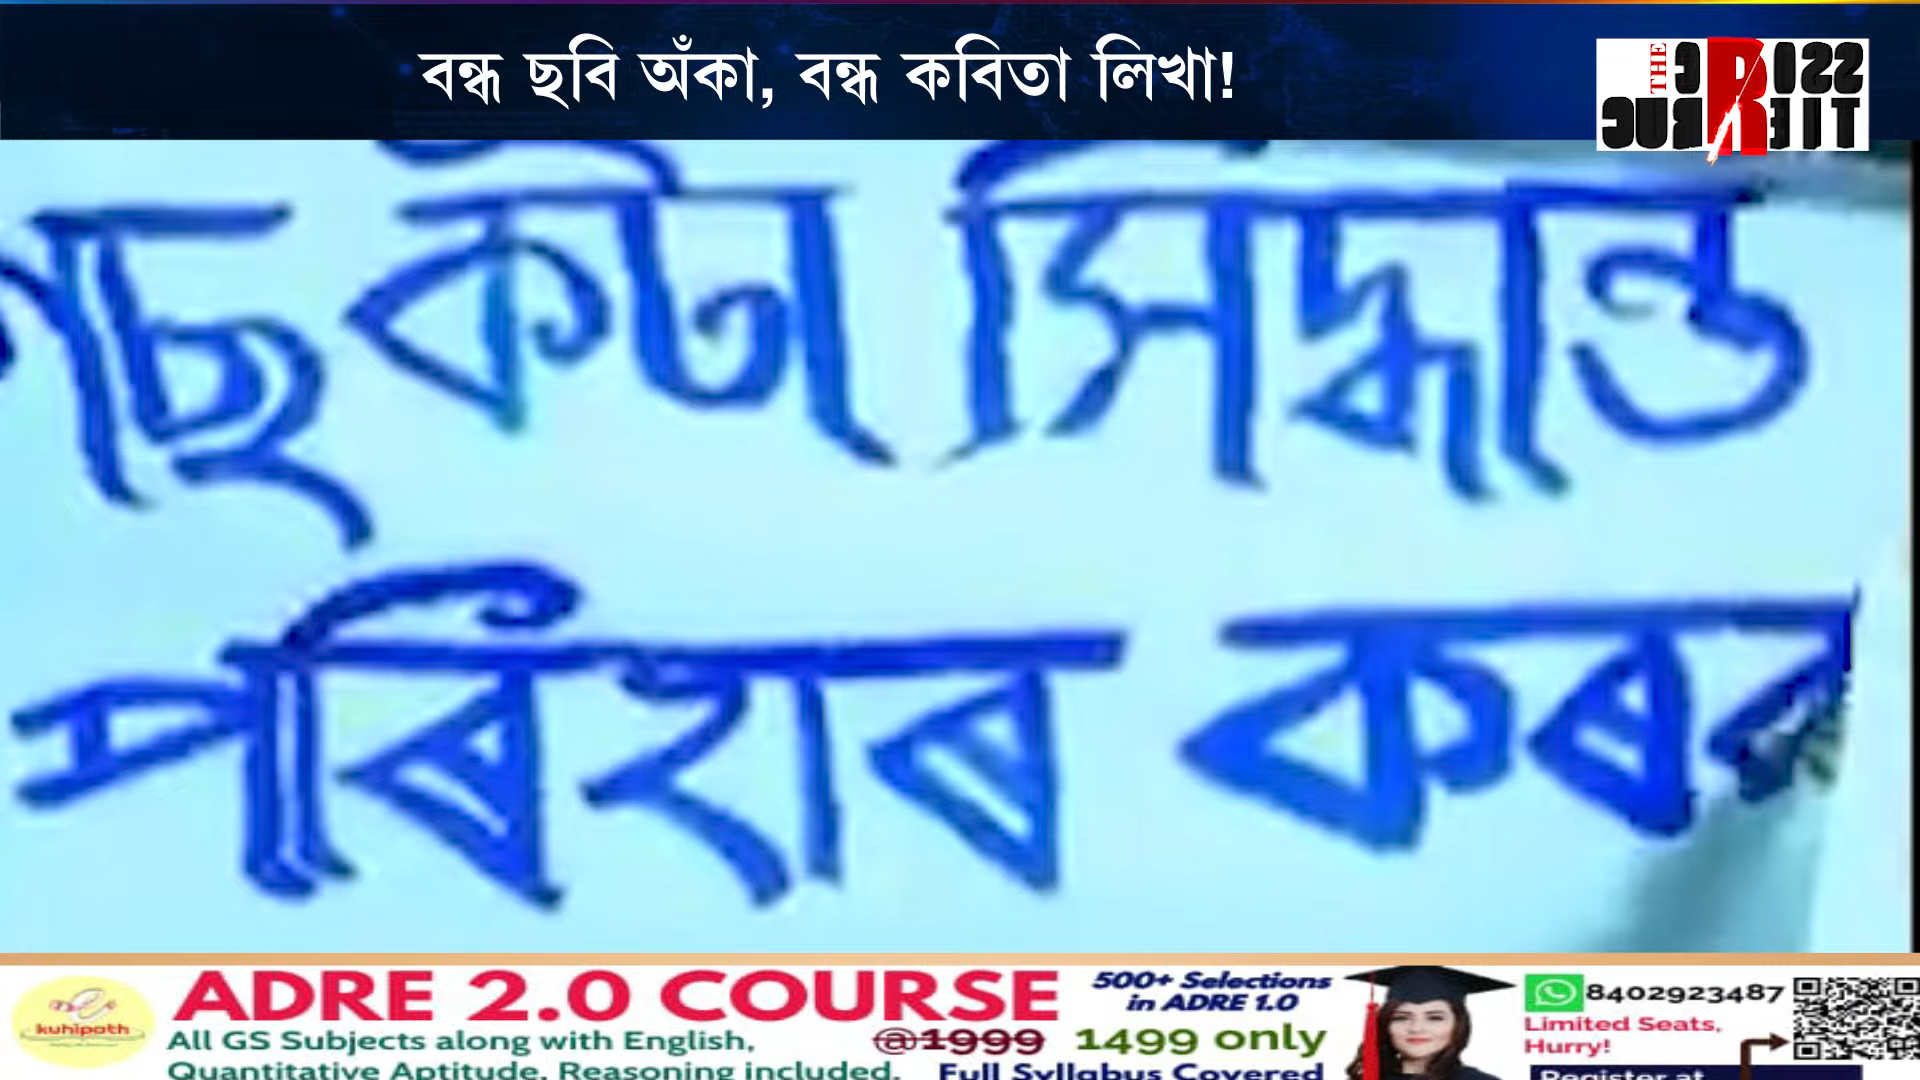 বন্ধ ছবি অঁকা, বন্ধ কবিতা লিখা!
THE
CROSS
CURRENT
সিদ্ধান্ত
পৰিহাৰ কৰক
kuhipath
ADRE 2.0 COURSE
All GS Subjects along with English,
Quantitative Aptitude, Reasoning included.
500+ Selections
in ADRE 1.0
@1999 1499 only
Full Syllabus Covered
8402923487
Limited Seats,
Hurry!
Register at